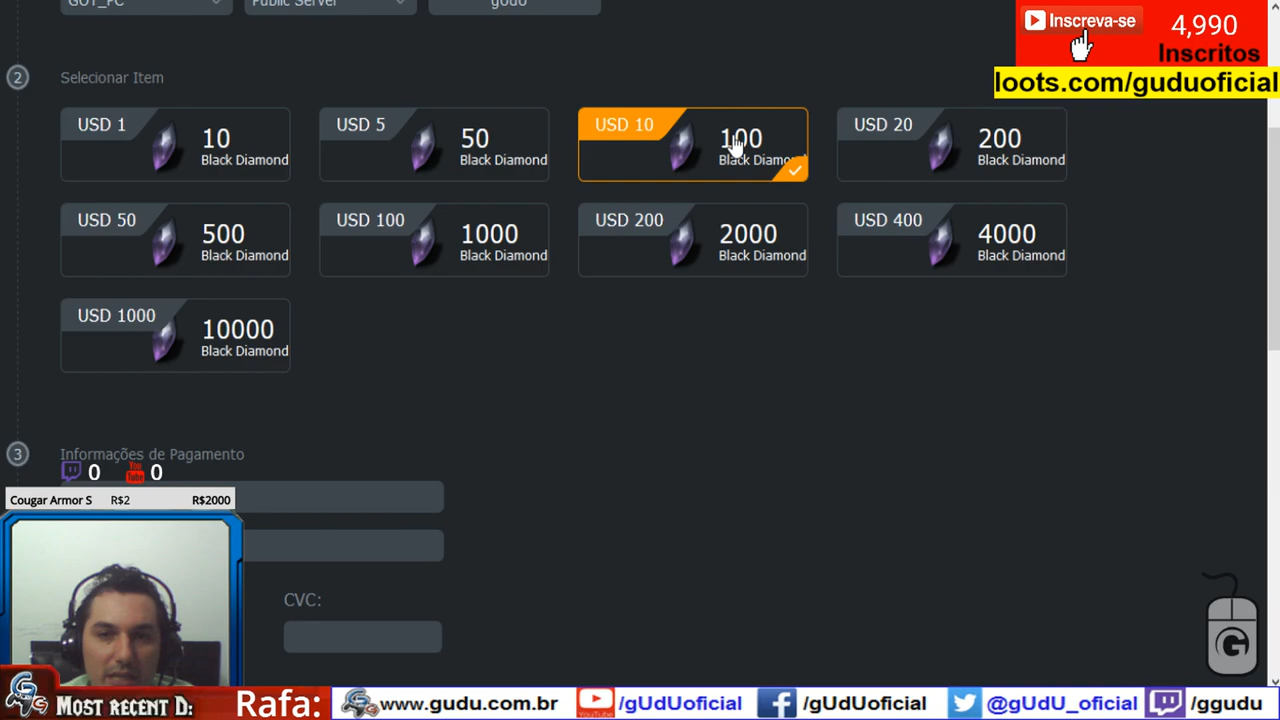 GOT_PC
Public Server
gudu
Inscreva-se
4,990
Inscritos
loots.com/guduoficial
2
Selecionar Item
USD 1
10
Black Diamond
USD 5
50
Black Diamond
USD 10
100
Black Diamond
USD 20
200
Black Diamond
USD 50
500
Black Diamond
USD 100
1000
Black Diamond
USD 200
2000
Black Diamond
USD 400
4000
Black Diamond
USD 1000
10000
Black Diamond
3
Informações de Pagamento
0
You Tube
0
Cougar Armor S R$2 R$2000
CVC:
G
Most recent D: Rafa: www.gudu.com.br YouTube /gUdUoficial /gUdUoficial @gUdU_oficial /ggudu